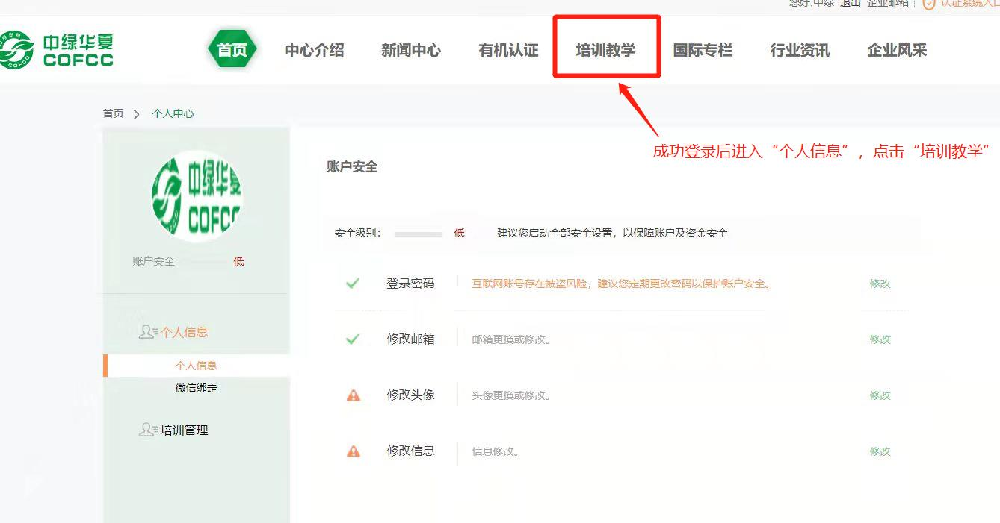 您好,中绿 退出 企业邮箱 | 认证系统入口
中绿华夏
COFCC
首页 中心介绍 新闻中心 有机认证 培训教学 国际专栏 行业资讯 企业风采
首页 > 个人中心
成功登录后进入“个人信息”，点击“培训教学”
中绿华夏
COFCC
账户安全 低
个人信息
个人信息
微信绑定
培训管理
账户安全
安全级别： 低 建议您启动全部安全设置，以保障账户及资金安全
登录密码 互联网账号存在被盗风险，建议您定期更改密码以保护账户安全。 修改
修改邮箱 邮箱更换或修改。 修改
修改头像 头像更换或修改。 修改
修改信息 信息修改。 修改